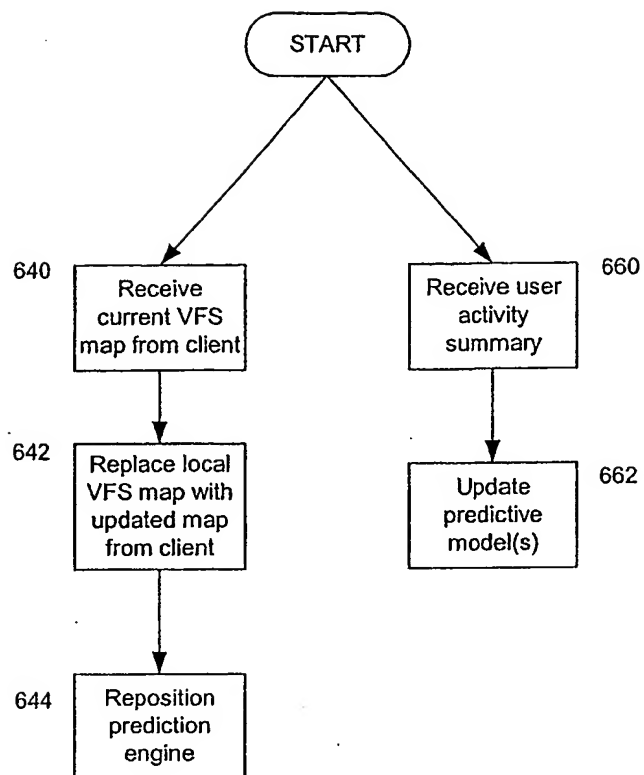 START
640
Receive
current VFS
map from client
660
Receive user
activity
summary
642
Replace local
VFS map with
updated map
from client
662
Update
predictive
model(s)
644
Reposition
prediction
engine